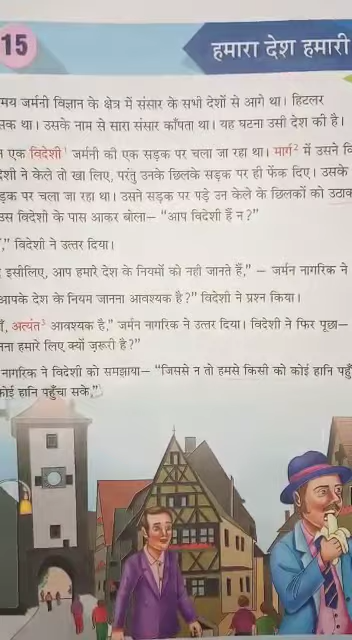 15
हमारा देश हमारी
मय जर्मनी विज्ञान के क्षेत्र में संसार के सभी देशों से आगे था। हिटलर
सक था। उसके नाम से सारा संसार काँपता था। यह घटना उसी देश की है।
एक विदेशी¹ जर्मनी की एक सड़क पर चला जा रहा था। मार्ग² में उसने
देशी ने केले तो खा लिए, परंतु उनके छिलके सड़क पर ही फेंक दिए। उसके
ड़क पर चला जा रहा था। उसने सड़क पर पड़े उन केले के छिलकों को उठाक
उस विदेशी के पास आकर बोला— “आप विदेशी हैं न?”
,” विदेशी ने उत्तर दिया।
इसीलिए, आप हमारे देश के नियमों को नही जानते हैं,” — जर्मन नागरिक ने
आपके देश के नियम जानना आवश्यक है?” विदेशी ने प्रश्न किया।
ँ, अत्यंत³ आवश्यक है,” जर्मन नागरिक ने उत्तर दिया। विदेशी ने फिर पूछा—
नना हमारे लिए क्यों ज़रूरी है?”
नागरिक ने विदेशी को समझाया— “जिससे न तो हमसे किसी को कोई हानि पहुँ
कोई हानि पहुँचा सके,”